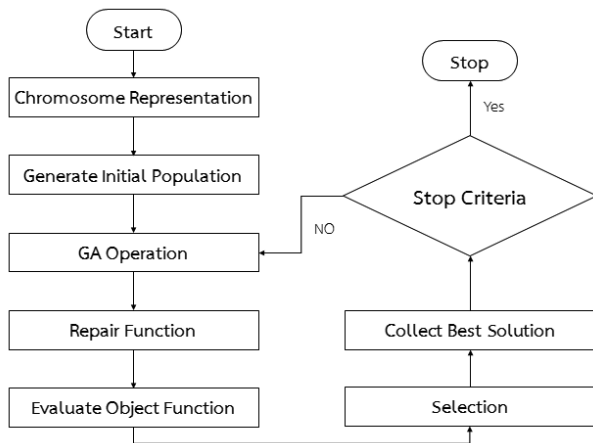 Start
Chromosome Representation
Generate Initial Population
GA Operation
Repair Function
Evaluate Object Function
Stop
Yes
Stop Criteria
NO
Collect Best Solution
Selection